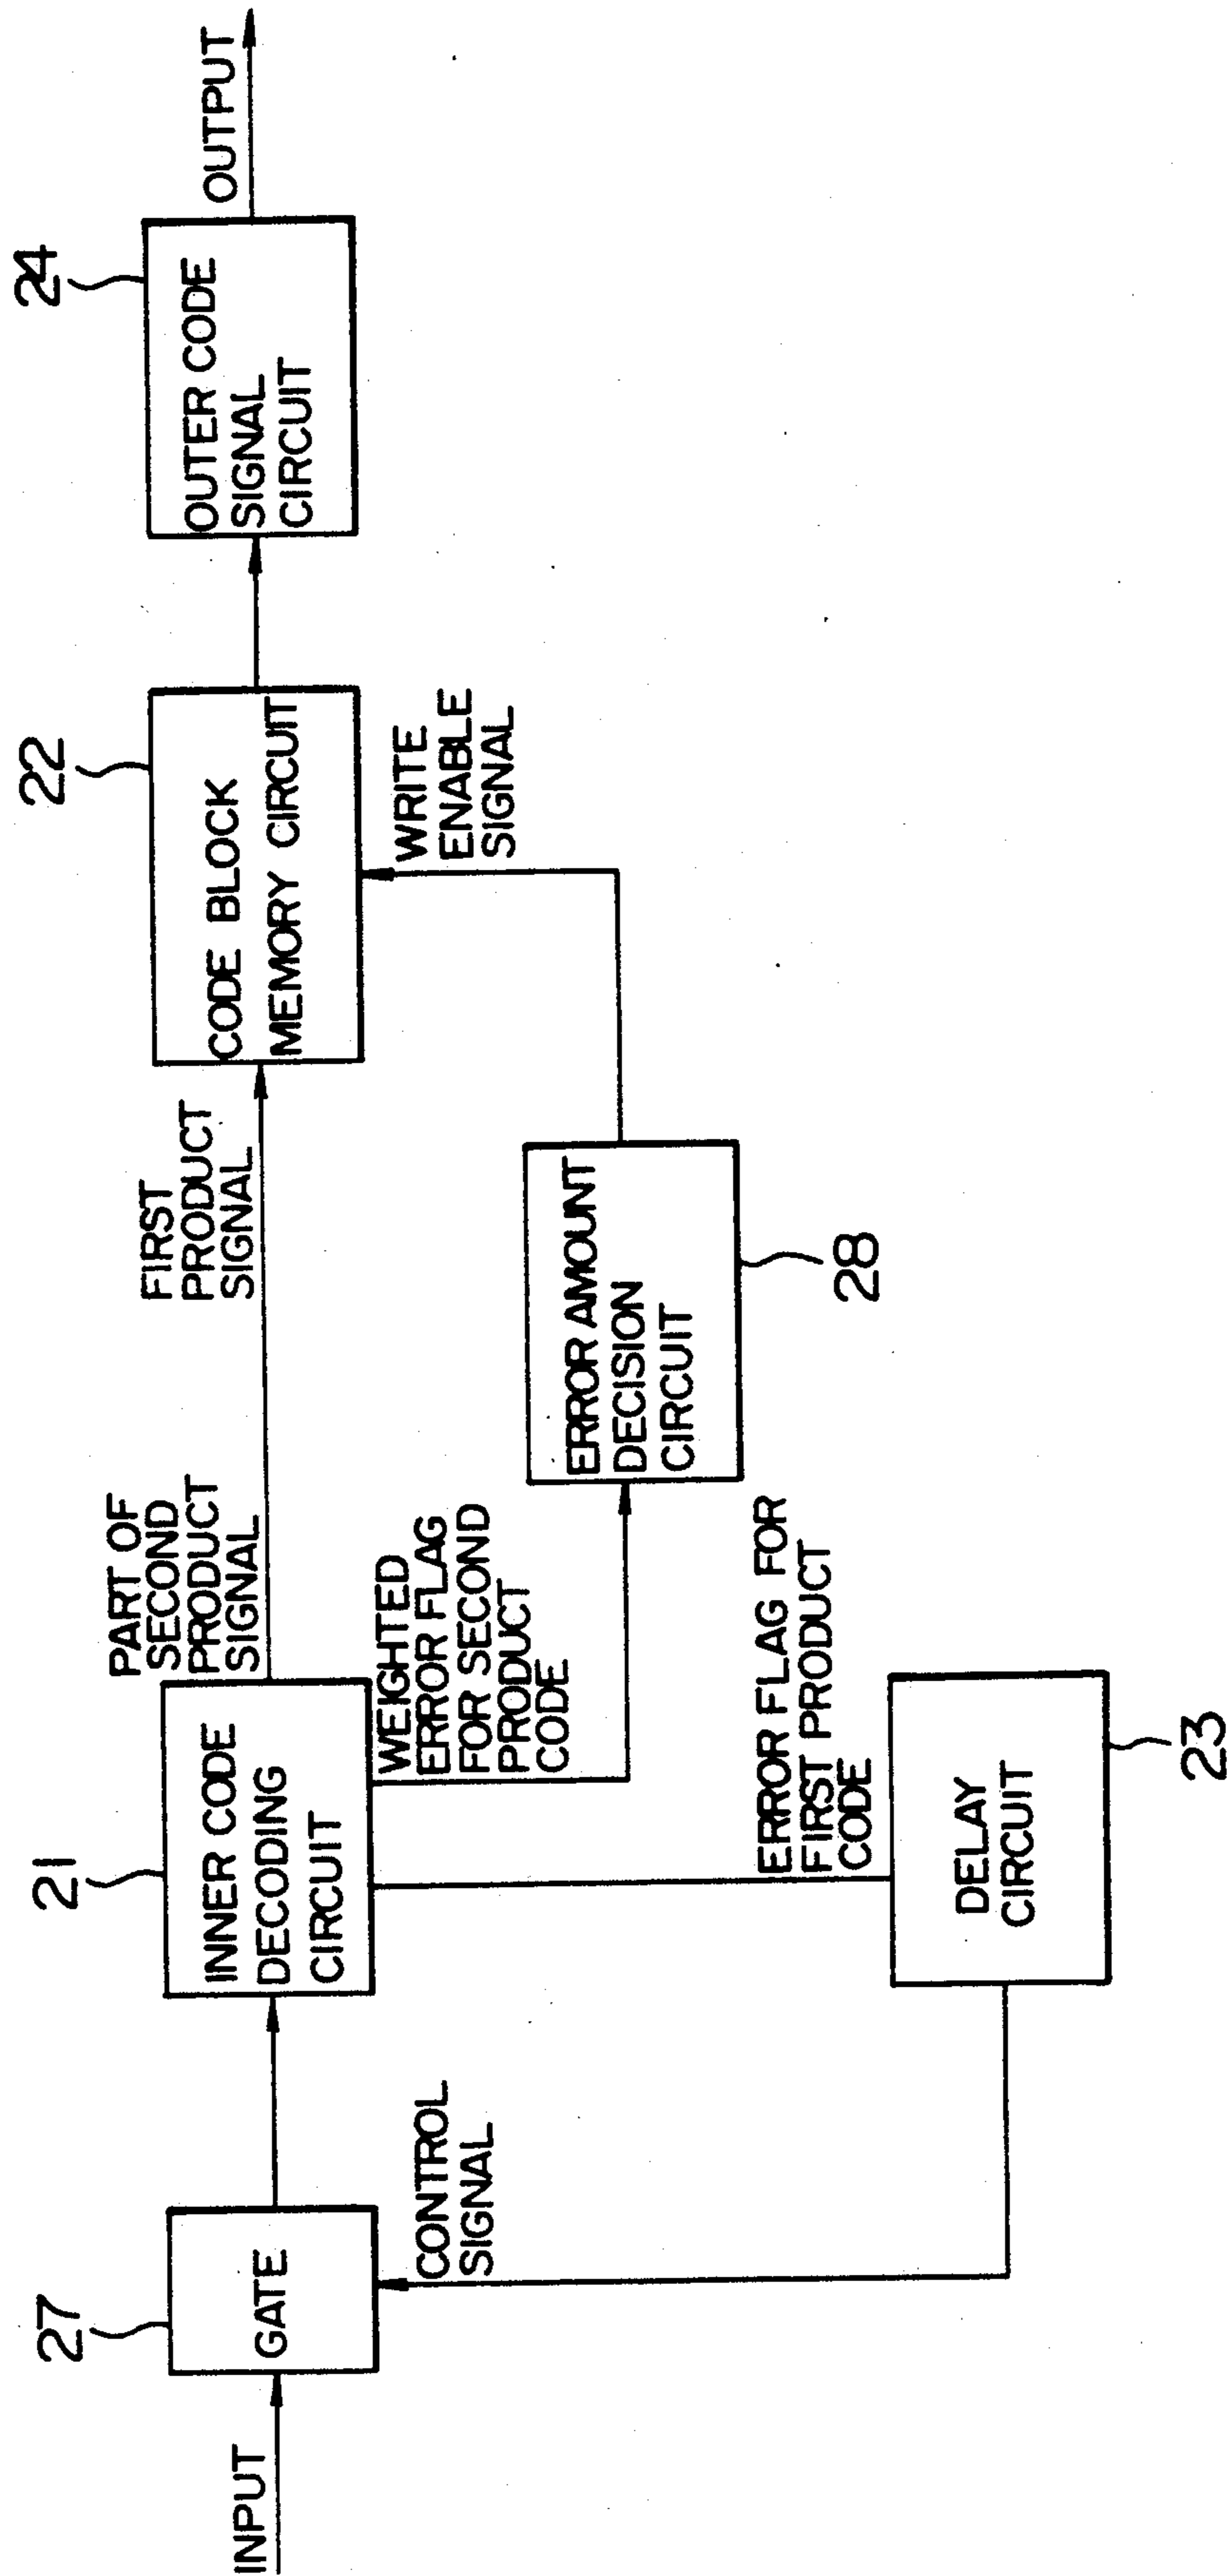 INPUT
27
GATE
CONTROL
SIGNAL
21
INNER CODE
DECODING
CIRCUIT
PART OF
SECOND
PRODUCT
SIGNAL
WEIGHTED
ERROR FLAG
FOR SECOND
PRODUCT
CODE
ERROR FLAG FOR
FIRST PRODUCT
CODE
DELAY
CIRCUIT
23
FIRST
PRODUCT
SIGNAL
ERROR AMOUNT
DECISION
CIRCUIT
28
22
CODE BLOCK
MEMORY CIRCUIT
WRITE
ENABLE
SIGNAL
24
OUTER CODE
SIGNAL
CIRCUIT
OUTPUT